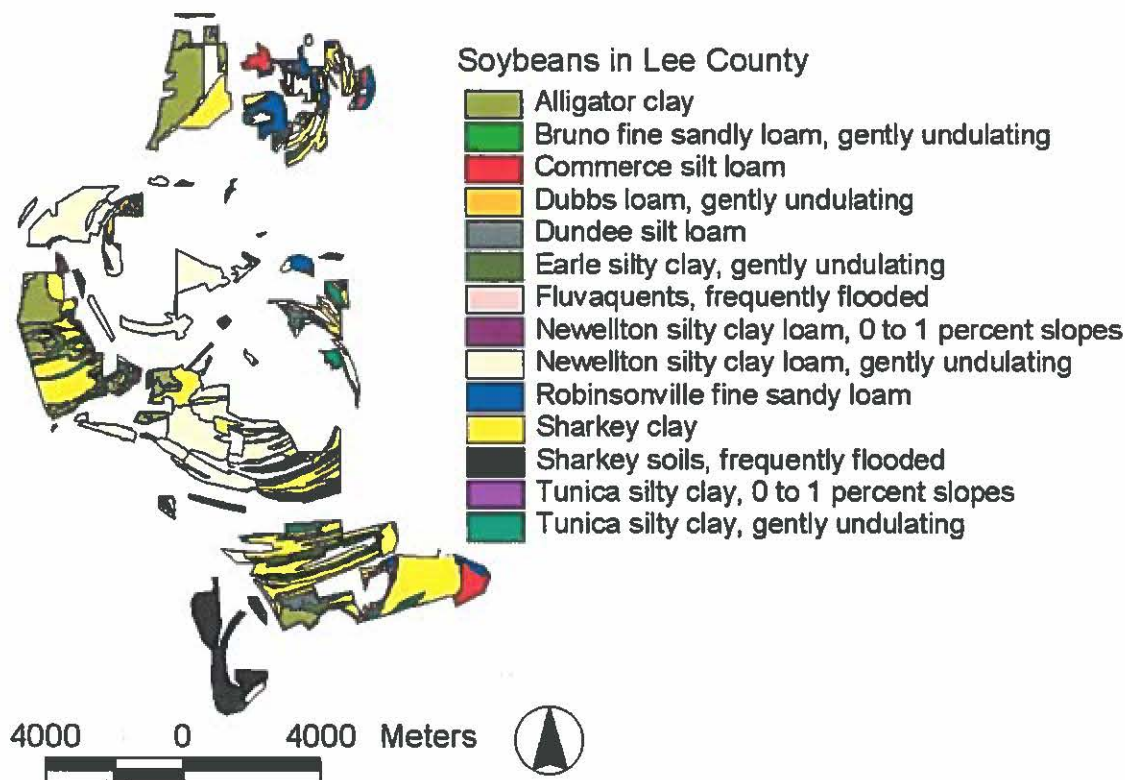 Soybeans in Lee County
Alligator clay
Bruno fine sandly loam, gently undulating
Commerce silt loam
Dubbs loam, gently undulating
Dundee silt loam
Earle silty clay, gently undulating
Fluvaquents, frequently flooded
Newellton silty clay loam, 0 to 1 percent slopes
Newellton silty clay loam, gently undulating
Robinsonville fine sandy loam
Sharkey clay
Sharkey soils, frequently flooded
Tunica silty clay, 0 to 1 percent slopes
Tunica silty clay, gently undulating
4000 0 4000 Meters